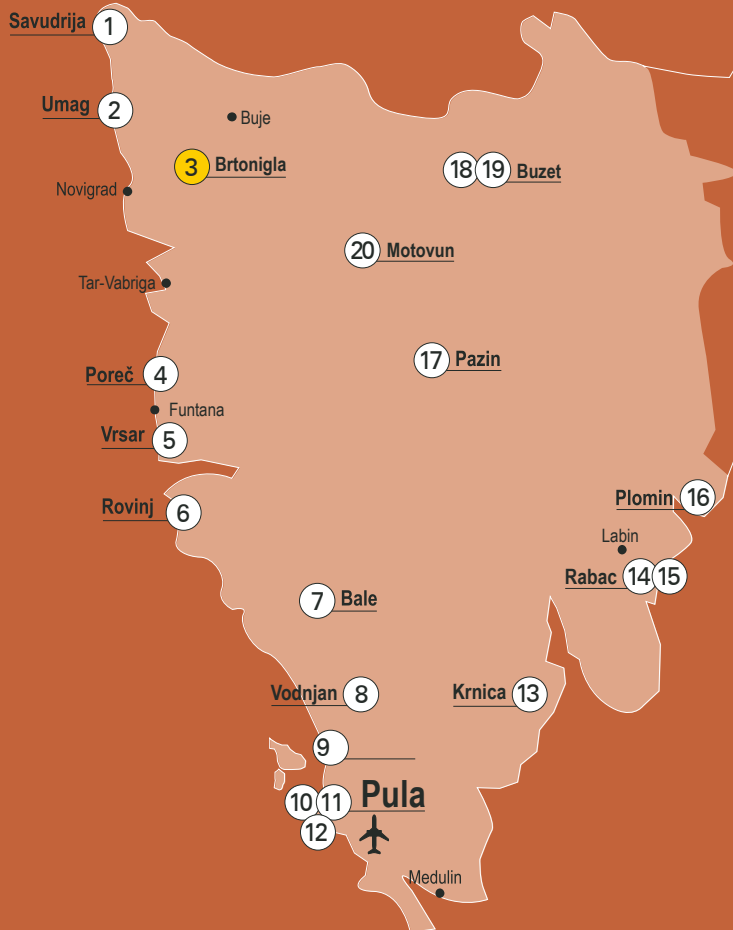 Savudrija 1
Umag 2
Buje
3 Brtonigla
18 19 Buzet
Novigrad
20 Motovun
Tar-Vabriga
17 Pazin
Poreč 4
Funtana
Vrsar 5
Plomin 16
Rovinj 6
Labin
Rabac 14 15
7 Bale
Vodnjan 8
Krnica 13
9
10 11 Pula
12
Medulin